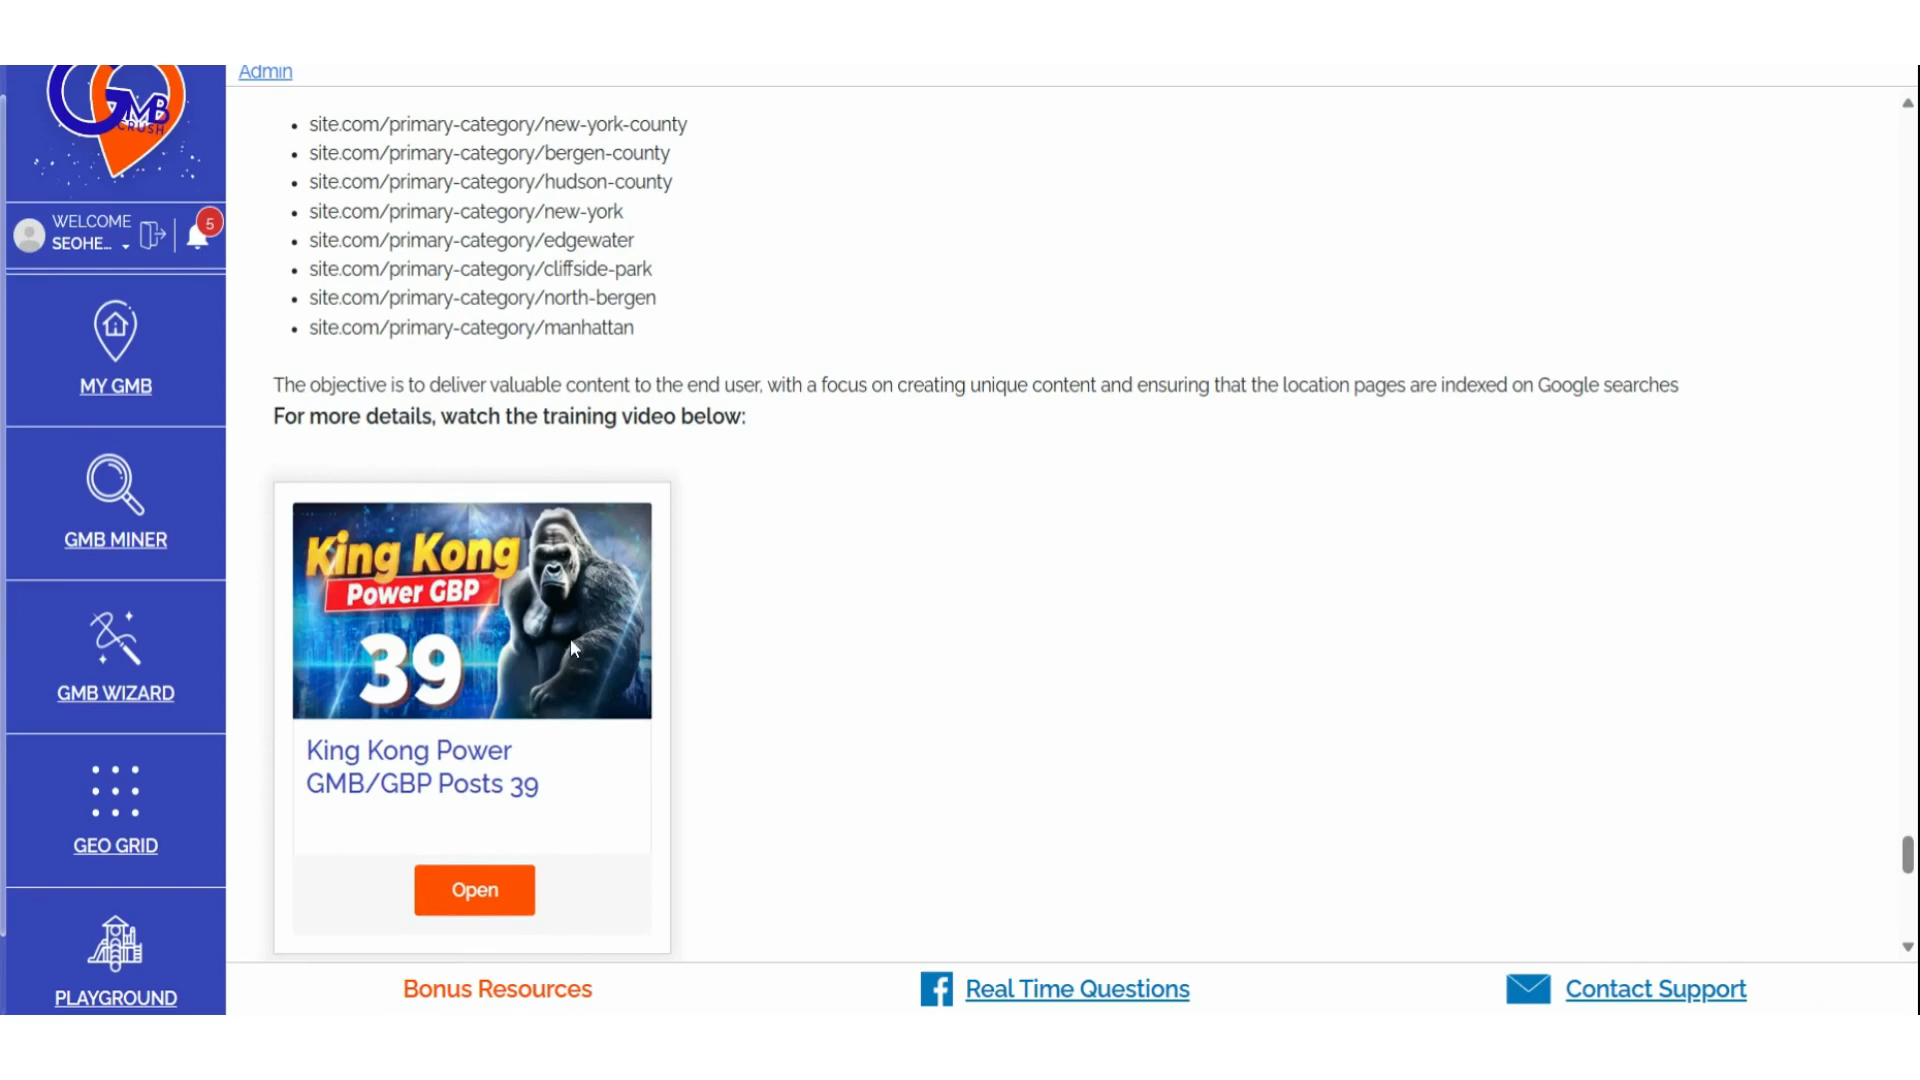 Admin
GMB
CRUSH
WELCOME
SEOHE...
5
MY GMB
GMB MINER
GMB WIZARD
GEO GRID
PLAYGROUND
site.com/primary-category/new-york-county
site.com/primary-category/bergen-county
site.com/primary-category/hudson-county
site.com/primary-category/new-york
site.com/primary-category/edgewater
site.com/primary-category/cliffside-park
site.com/primary-category/north-bergen
site.com/primary-category/manhattan
The objective is to deliver valuable content to the end user, with a focus on creating unique content and ensuring that the location pages are indexed on Google searches
For more details, watch the training video below:
King Kong
Power GBP
39
King Kong Power
GMB/GBP Posts 39
Open
Bonus Resources
Real Time Questions
Contact Support